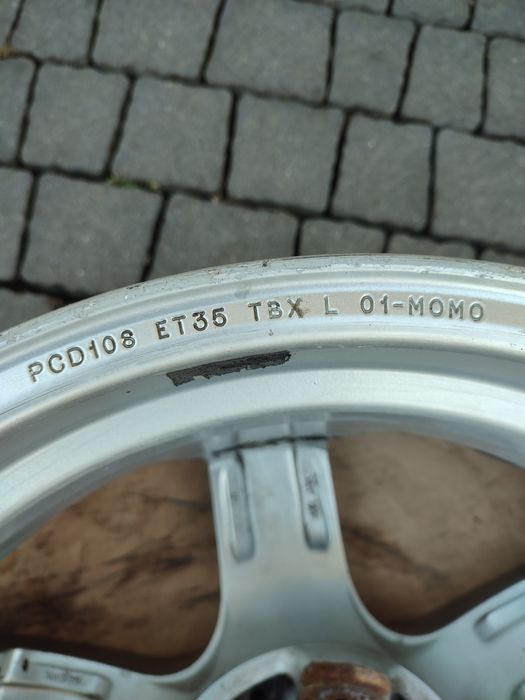 PCD108 ET35 TBX L 01-MOMO